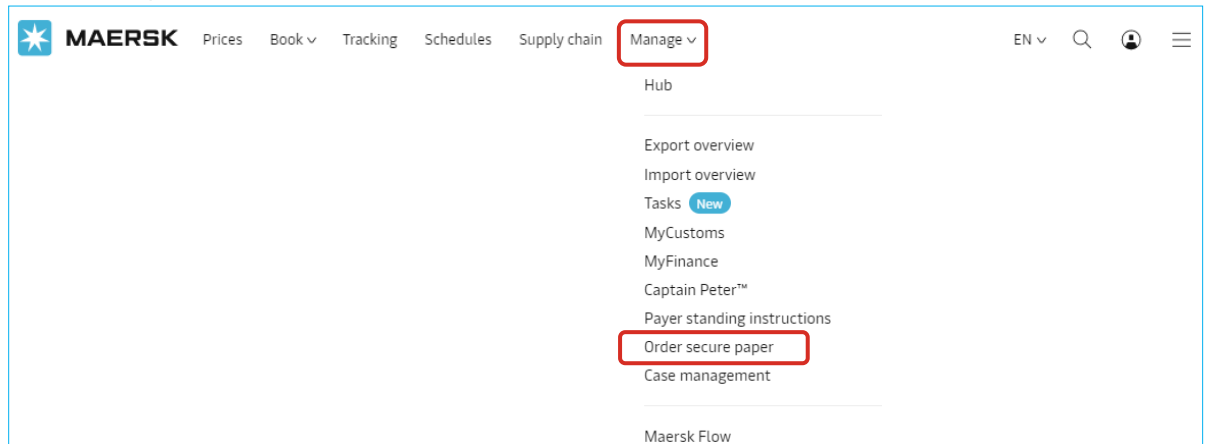 MAERSK Prices Book Tracking Schedules Supply chain Manage EN
Hub
Export overview
Import overview
Tasks New
MyCustoms
MyFinance
Captain Peter™
Payer standing instructions
Order secure paper
Case management
Maersk Flow